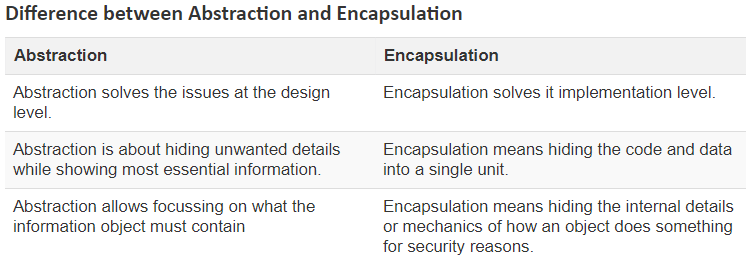 Difference between Abstraction and Encapsulation
Abstraction
Encapsulation
Abstraction solves the issues at the design
level.
Encapsulation solves it implementation level.
Abstraction is about hiding unwanted details
while showing most essential information.
Encapsulation means hiding the code and data
into a single unit.
Abstraction allows focussing on what the
information object must contain
Encapsulation means hiding the internal details
or mechanics of how an object does something
for security reasons.